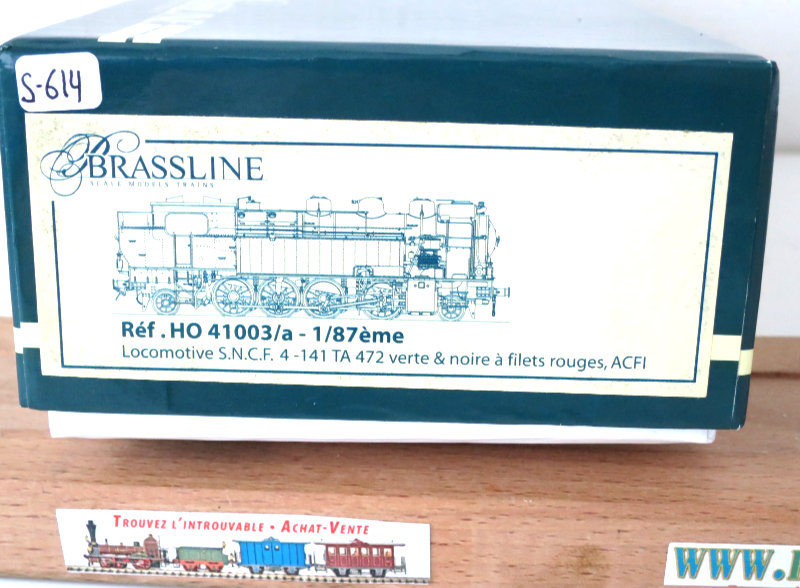 S-614
BRASSLINE
SCALE MODELS TRAINS
Réf . HO 41003/a - 1/87ème
Locomotive S.N.C.F. 4 -141 TA 472 verte & noire à filets rouges, ACFI
TROUVEZ L'INTROUVABLE • ACHAT-VENTE
WWW.